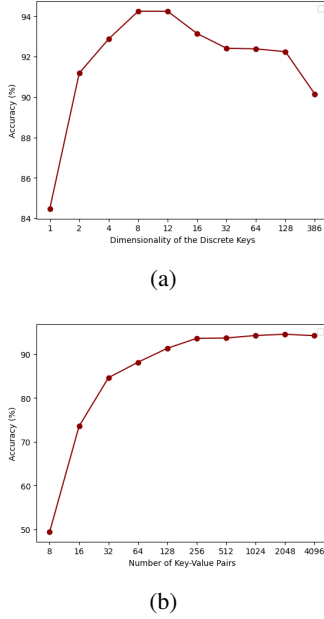 94
92
90
88
86
84
Accuracy (%)
1 2 4 8 12 16 32 64 128 386
Dimensionality of the Discrete Keys
(a)
90
80
70
60
50
Accuracy (%)
8 16 32 64 128 256 512 1024 2048 4096
Number of Key-Value Pairs
(b)